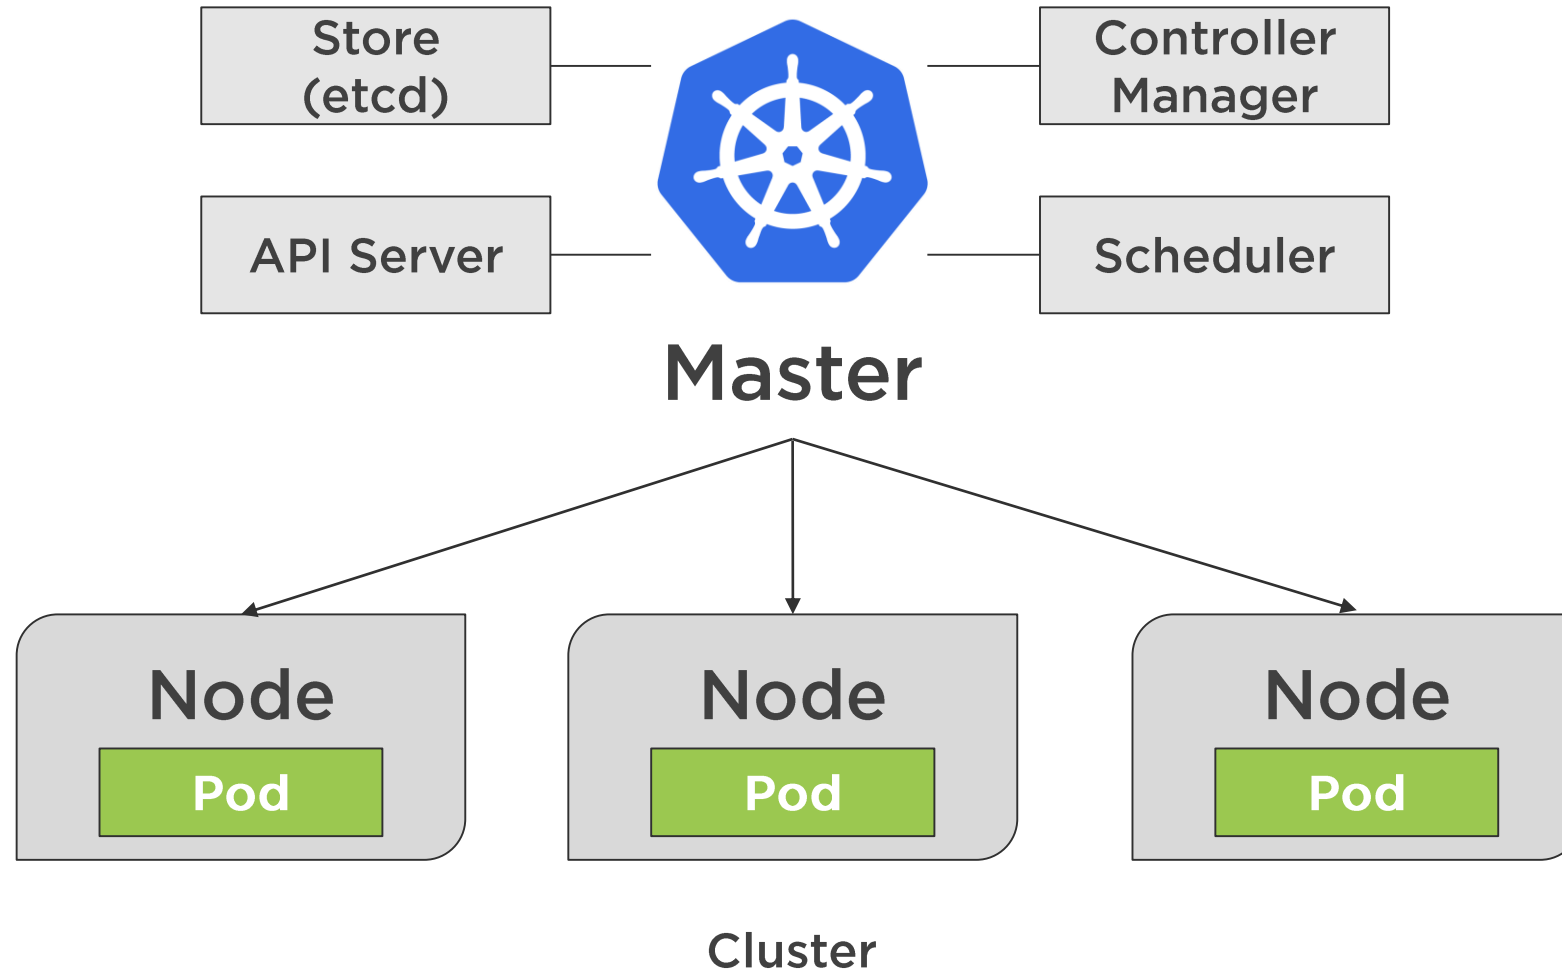 Store
(etcd)
Controller
Manager
API Server
Scheduler
Master
Node
Node
Node
Pod
Pod
Pod
Cluster